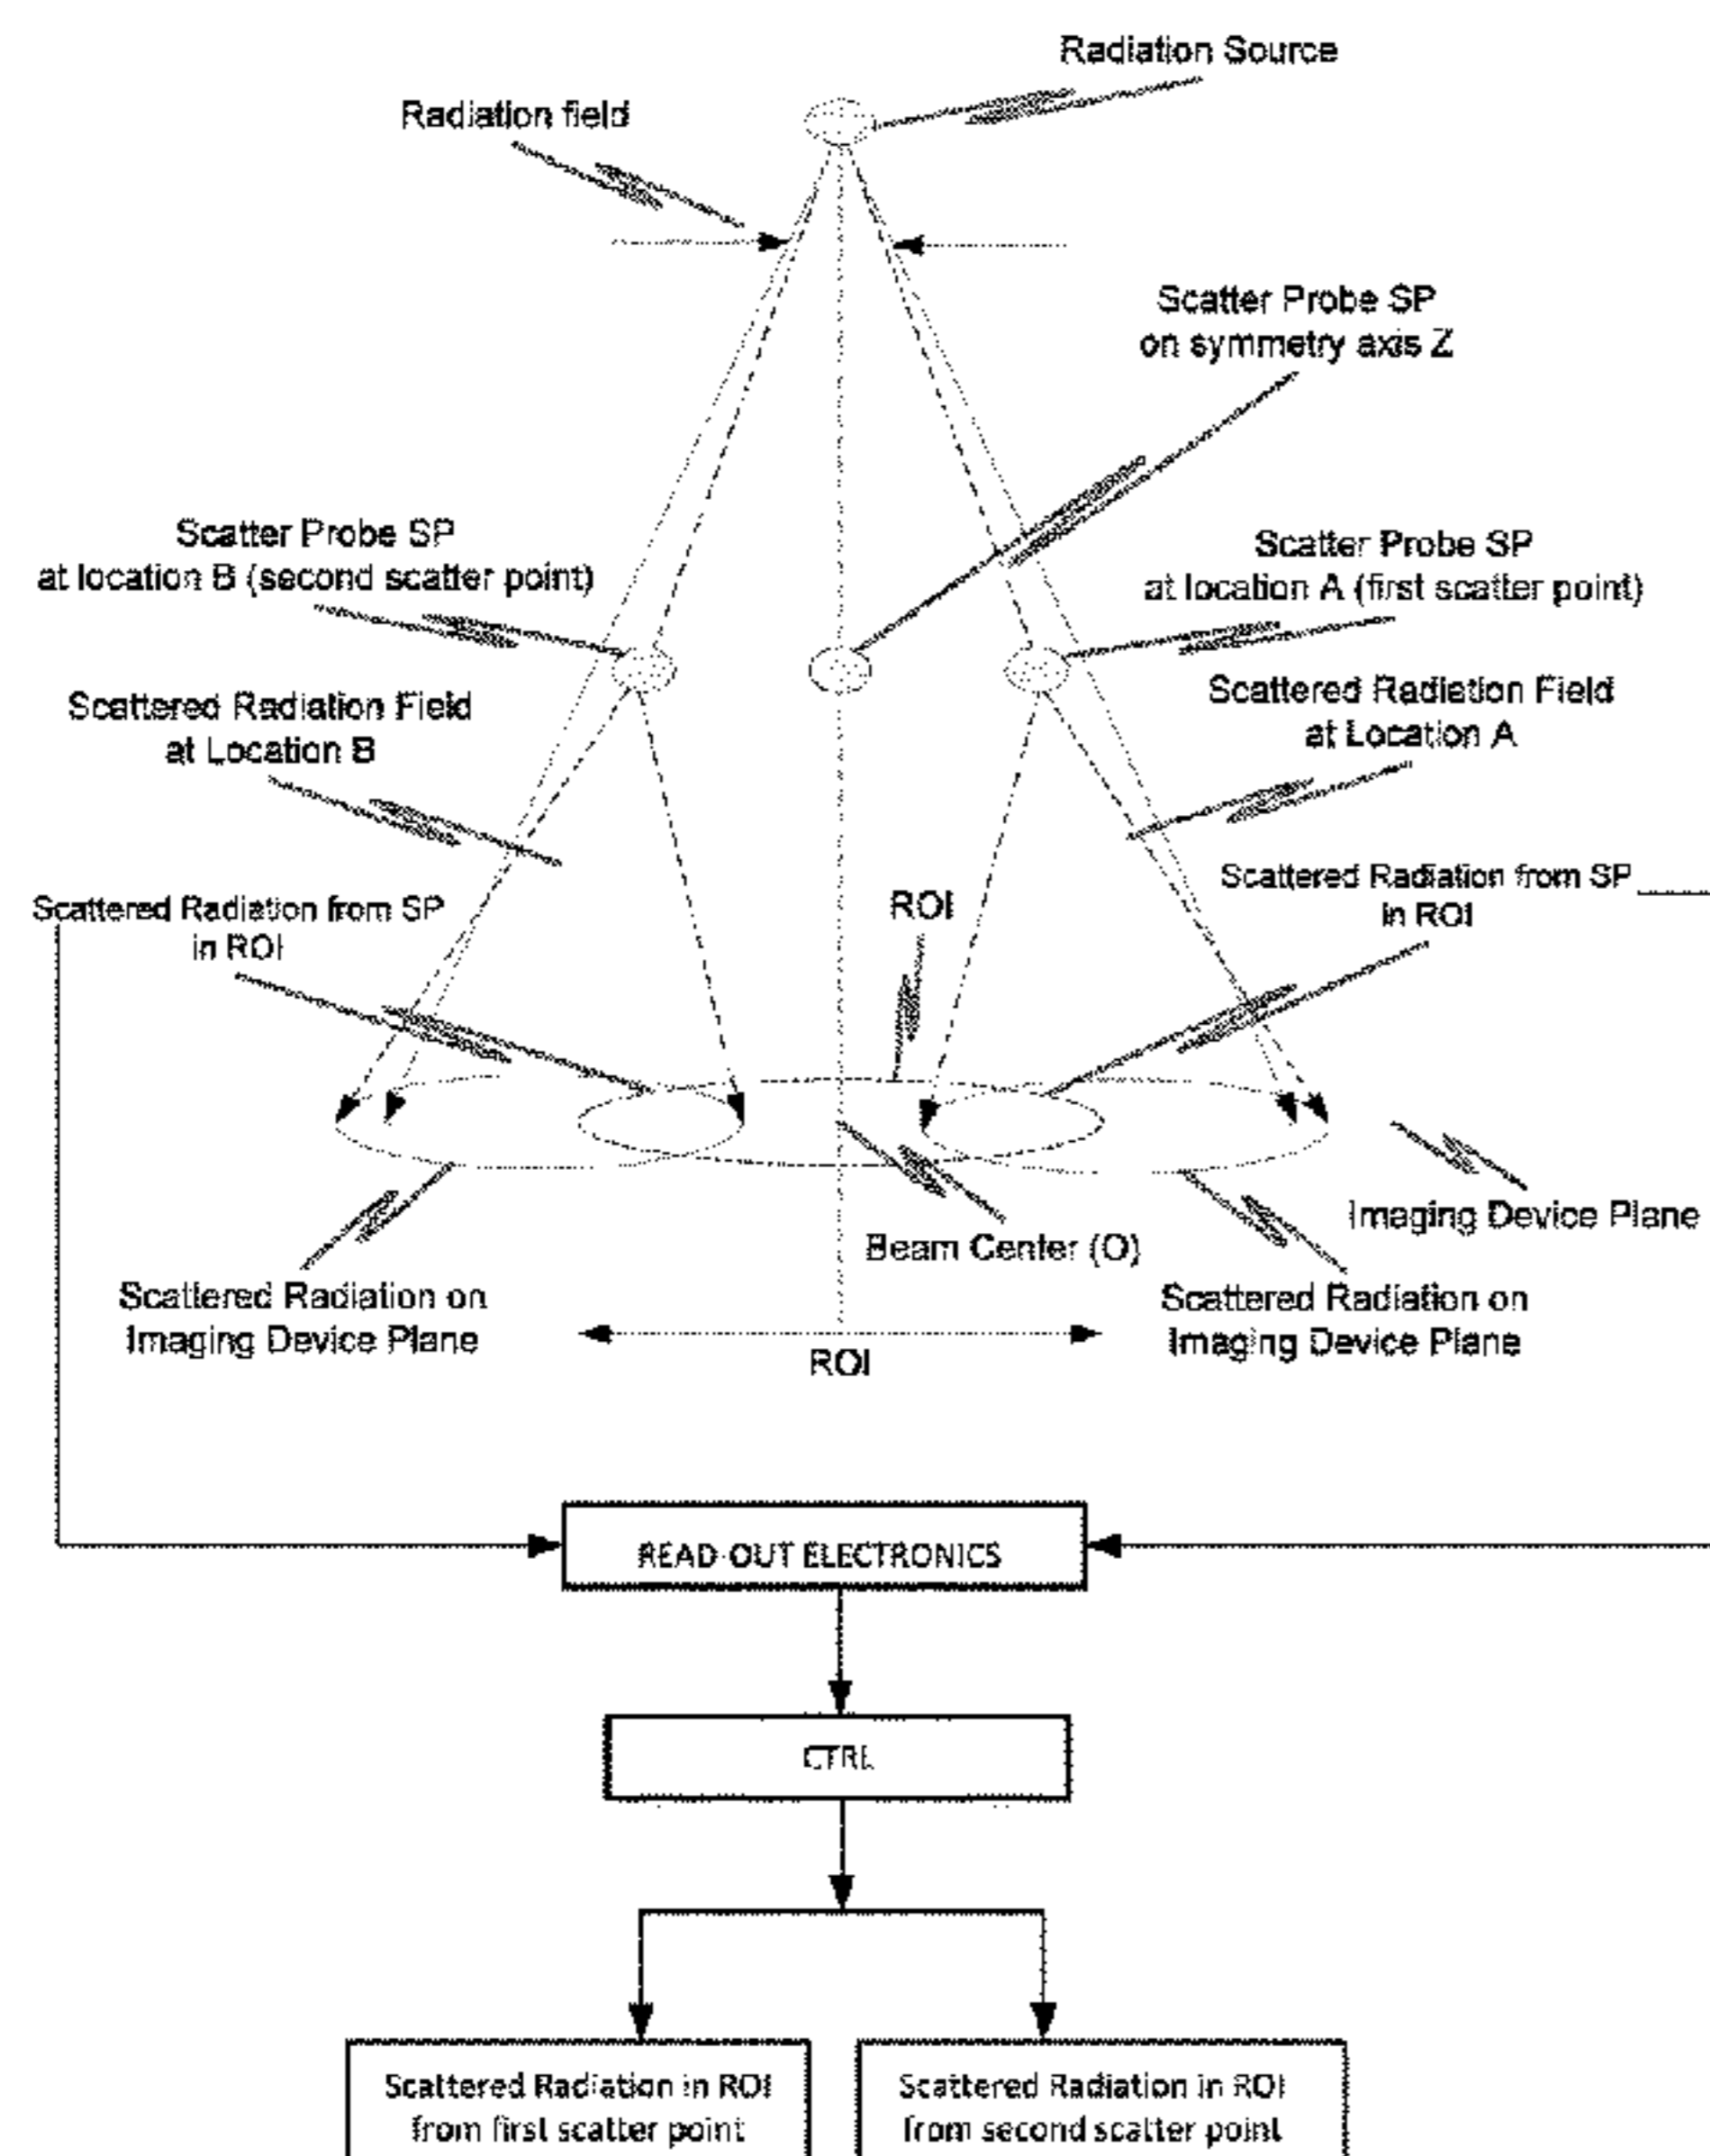 Radiation Source
Radiation field
Scatter Probe SP
on symmetry axis Z
Scatter Probe SP
at location B (second scatter point)
Scatter Probe SP
at location A (first scatter point)
Scattered Radiation Field
at Location B
Scattered Radiation Field
at Location A
Scattered Radiation from SP
in ROI
ROI
Scattered Radiation from SP
in ROI
Imaging Device Plane
Beam Center (O)
Scattered Radiation on
Imaging Device Plane
Scattered Radiation on
Imaging Device Plane
ROI
READ-OUT ELECTRONICS
CTRL
Scattered Radiation in ROI
from first scatter point
Scattered Radiation in ROI
from second scatter point